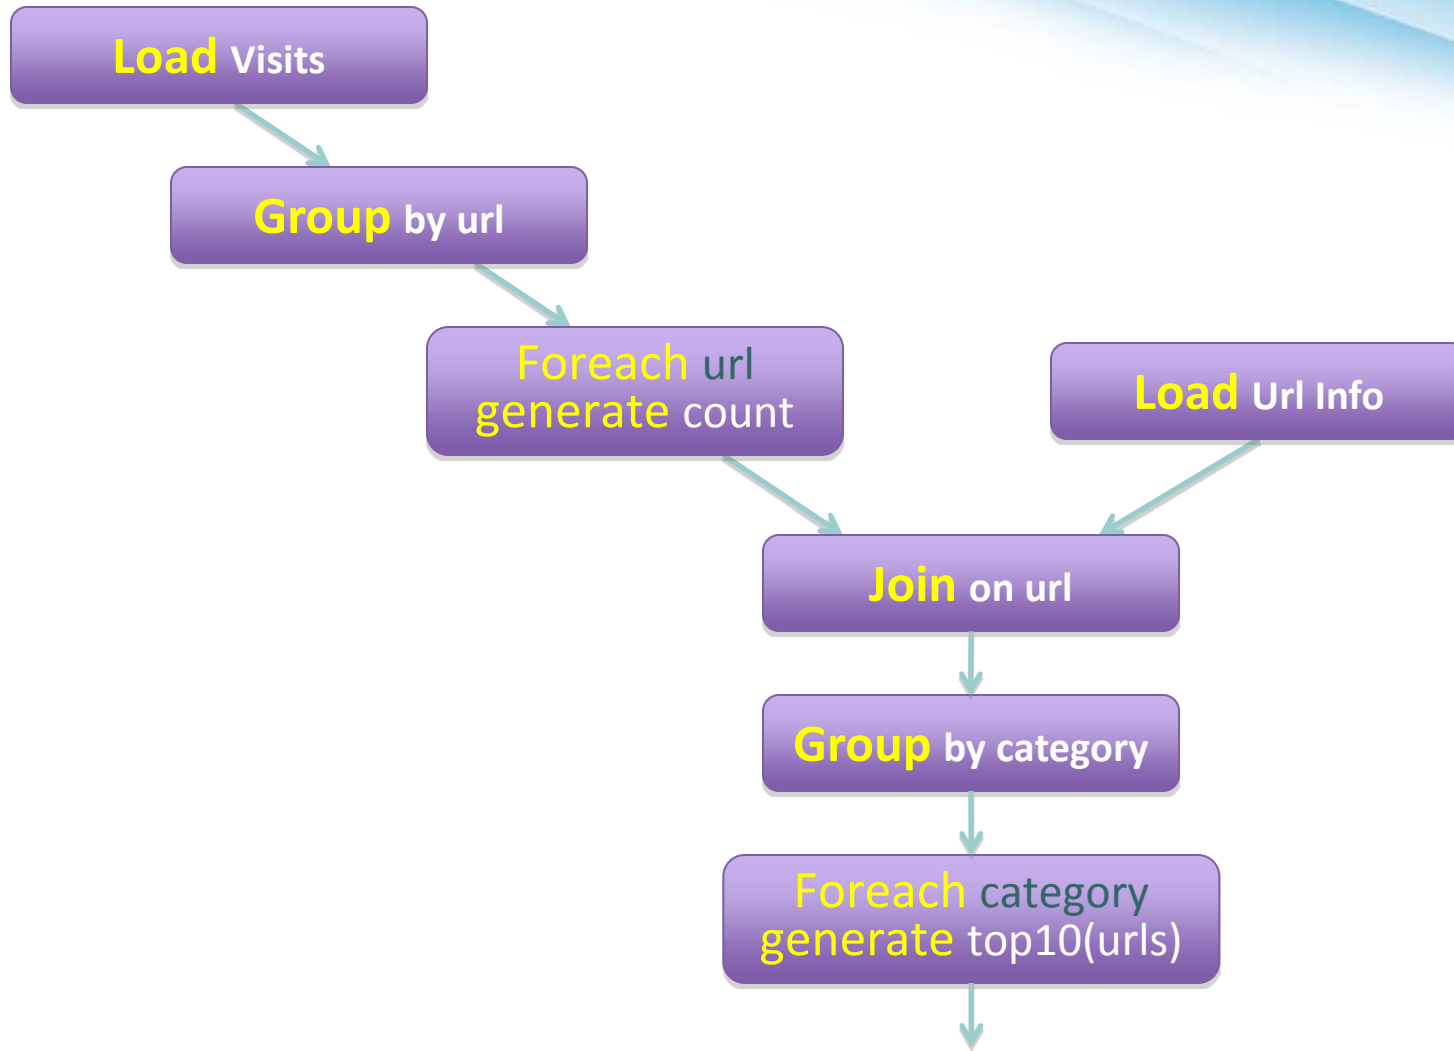 Load Visits
Group by url
Foreach url
generate count
Load Url Info
Join on url
Group by category
Foreach category
generate top10(urls)